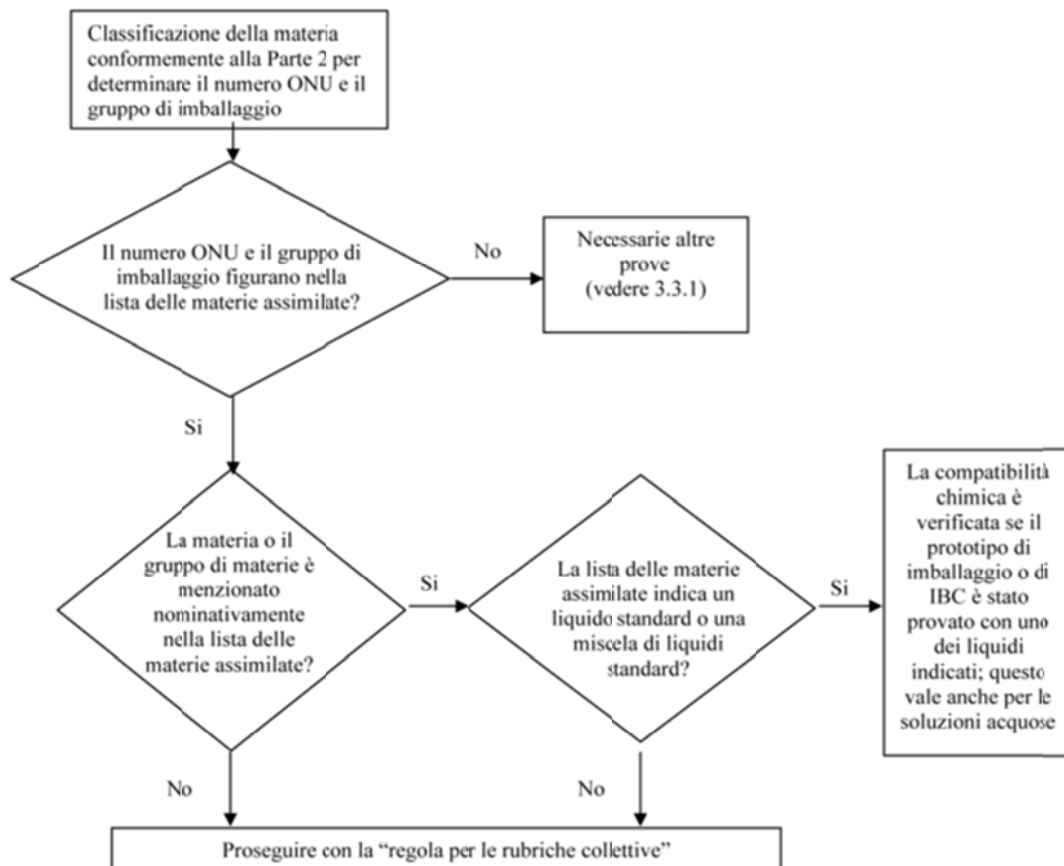 Classificazione della materia
conformemente alla Parte 2 per
determinare il numero ONU e il
gruppo di imballaggio
Il numero ONU e il gruppo di
imballaggio figurano nella
lista delle materie assimilate?
No
Necessarie altre
prove
(vedere 3.3.1)
Si
La materia o il
gruppo di materie è
menzionato
nominativamente
nella lista delle
materie assimilate?
Si
La lista delle materie
assimilate indica un
liquido standard o una
miscela di liquidi
standard?
Si
La compatibilità
chimica è
verificata se il
prototipo di
imballaggio o di
IBC è stato
provato con uno
dei liquidi
indicati; questo
vale anche per le
soluzioni acquose
No
No
Proseguire con la “regola per le rubriche collettive”